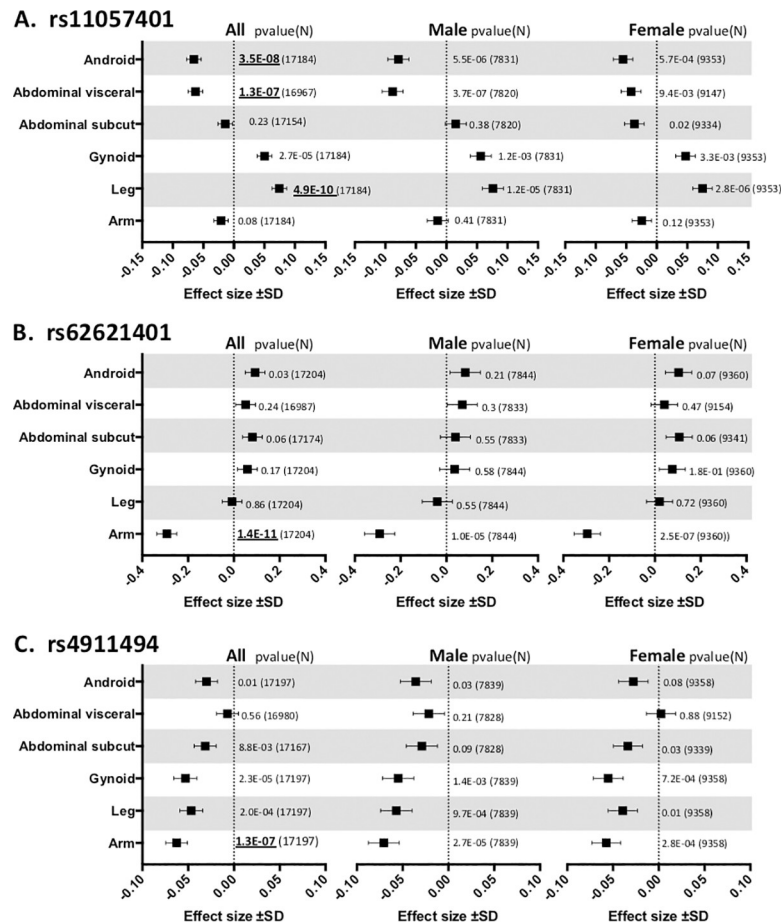 A. rs11057401
All pvalue(N) Male pvalue(N) Female pvalue(N)
Android 3.5E-08 (17184) 5.5E-06 (7831) 5.7E-04 (9353)
Abdominal visceral 1.3E-07 (16967) 3.7E-07 (7820) 9.4E-03 (9147)
Abdominal subcut 0.23 (17154) 0.38 (7820) 0.02 (9334)
Gynoid 2.7E-05 (17184) 1.2E-03 (7831) 3.3E-03 (9353)
Leg 4.9E-10 (17184) 1.2E-05 (7831) 2.8E-06 (9353)
Arm 0.08 (17184) 0.41 (7831) 0.12 (9353)
-0.15 -0.10 -0.05 0.00 0.05 0.10 0.15 -0.15 -0.10 -0.05 0.00 0.05 0.10 0.15 -0.15 -0.10 -0.05 0.00 0.05 0.10 0.15
Effect size ±SD Effect size ±SD Effect size ±SD
B. rs62621401
All pvalue(N) Male pvalue(N) Female pvalue(N)
Android 0.03 (17204) 0.21 (7844) 0.07 (9360)
Abdominal visceral 0.24 (16987) 0.3 (7833) 0.47 (9154)
Abdominal subcut 0.06 (17174) 0.55 (7833) 0.06 (9341)
Gynoid 0.17 (17204) 0.58 (7844) 1.8E-01 (9360)
Leg 0.86 (17204) 0.55 (7844) 0.72 (9360)
Arm 1.4E-11 (17204) 1.0E-05 (7844) 2.5E-07 (9360))
-0.4 -0.2 0.0 0.2 0.4 -0.4 -0.2 0.0 0.2 0.4 -0.4 -0.2 0.0 0.2 0.4
Effect size ±SD Effect size ±SD Effect size ±SD
C. rs4911494
All pvalue(N) Male pvalue(N) Female pvalue(N)
Android 0.01 (17197) 0.03 (7839) 0.08 (9358)
Abdominal visceral 0.56 (16980) 0.21 (7828) 0.88 (9152)
Abdominal subcut 8.8E-03 (17167) 0.09 (7828) 0.03 (9339)
Gynoid 2.3E-05 (17197) 1.4E-03 (7839) 7.2E-04 (9358)
Leg 2.0E-04 (17197) 9.7E-04 (7839) 0.01 (9358)
Arm 1.3E-07 (17197) 2.7E-05 (7839) 2.8E-04 (9358)
-0.10 -0.05 0.00 0.05 0.10 -0.10 -0.05 0.00 0.05 0.10 -0.10 -0.05 0.00 0.05 0.10
Effect size ±SD Effect size ±SD Effect size ±SD